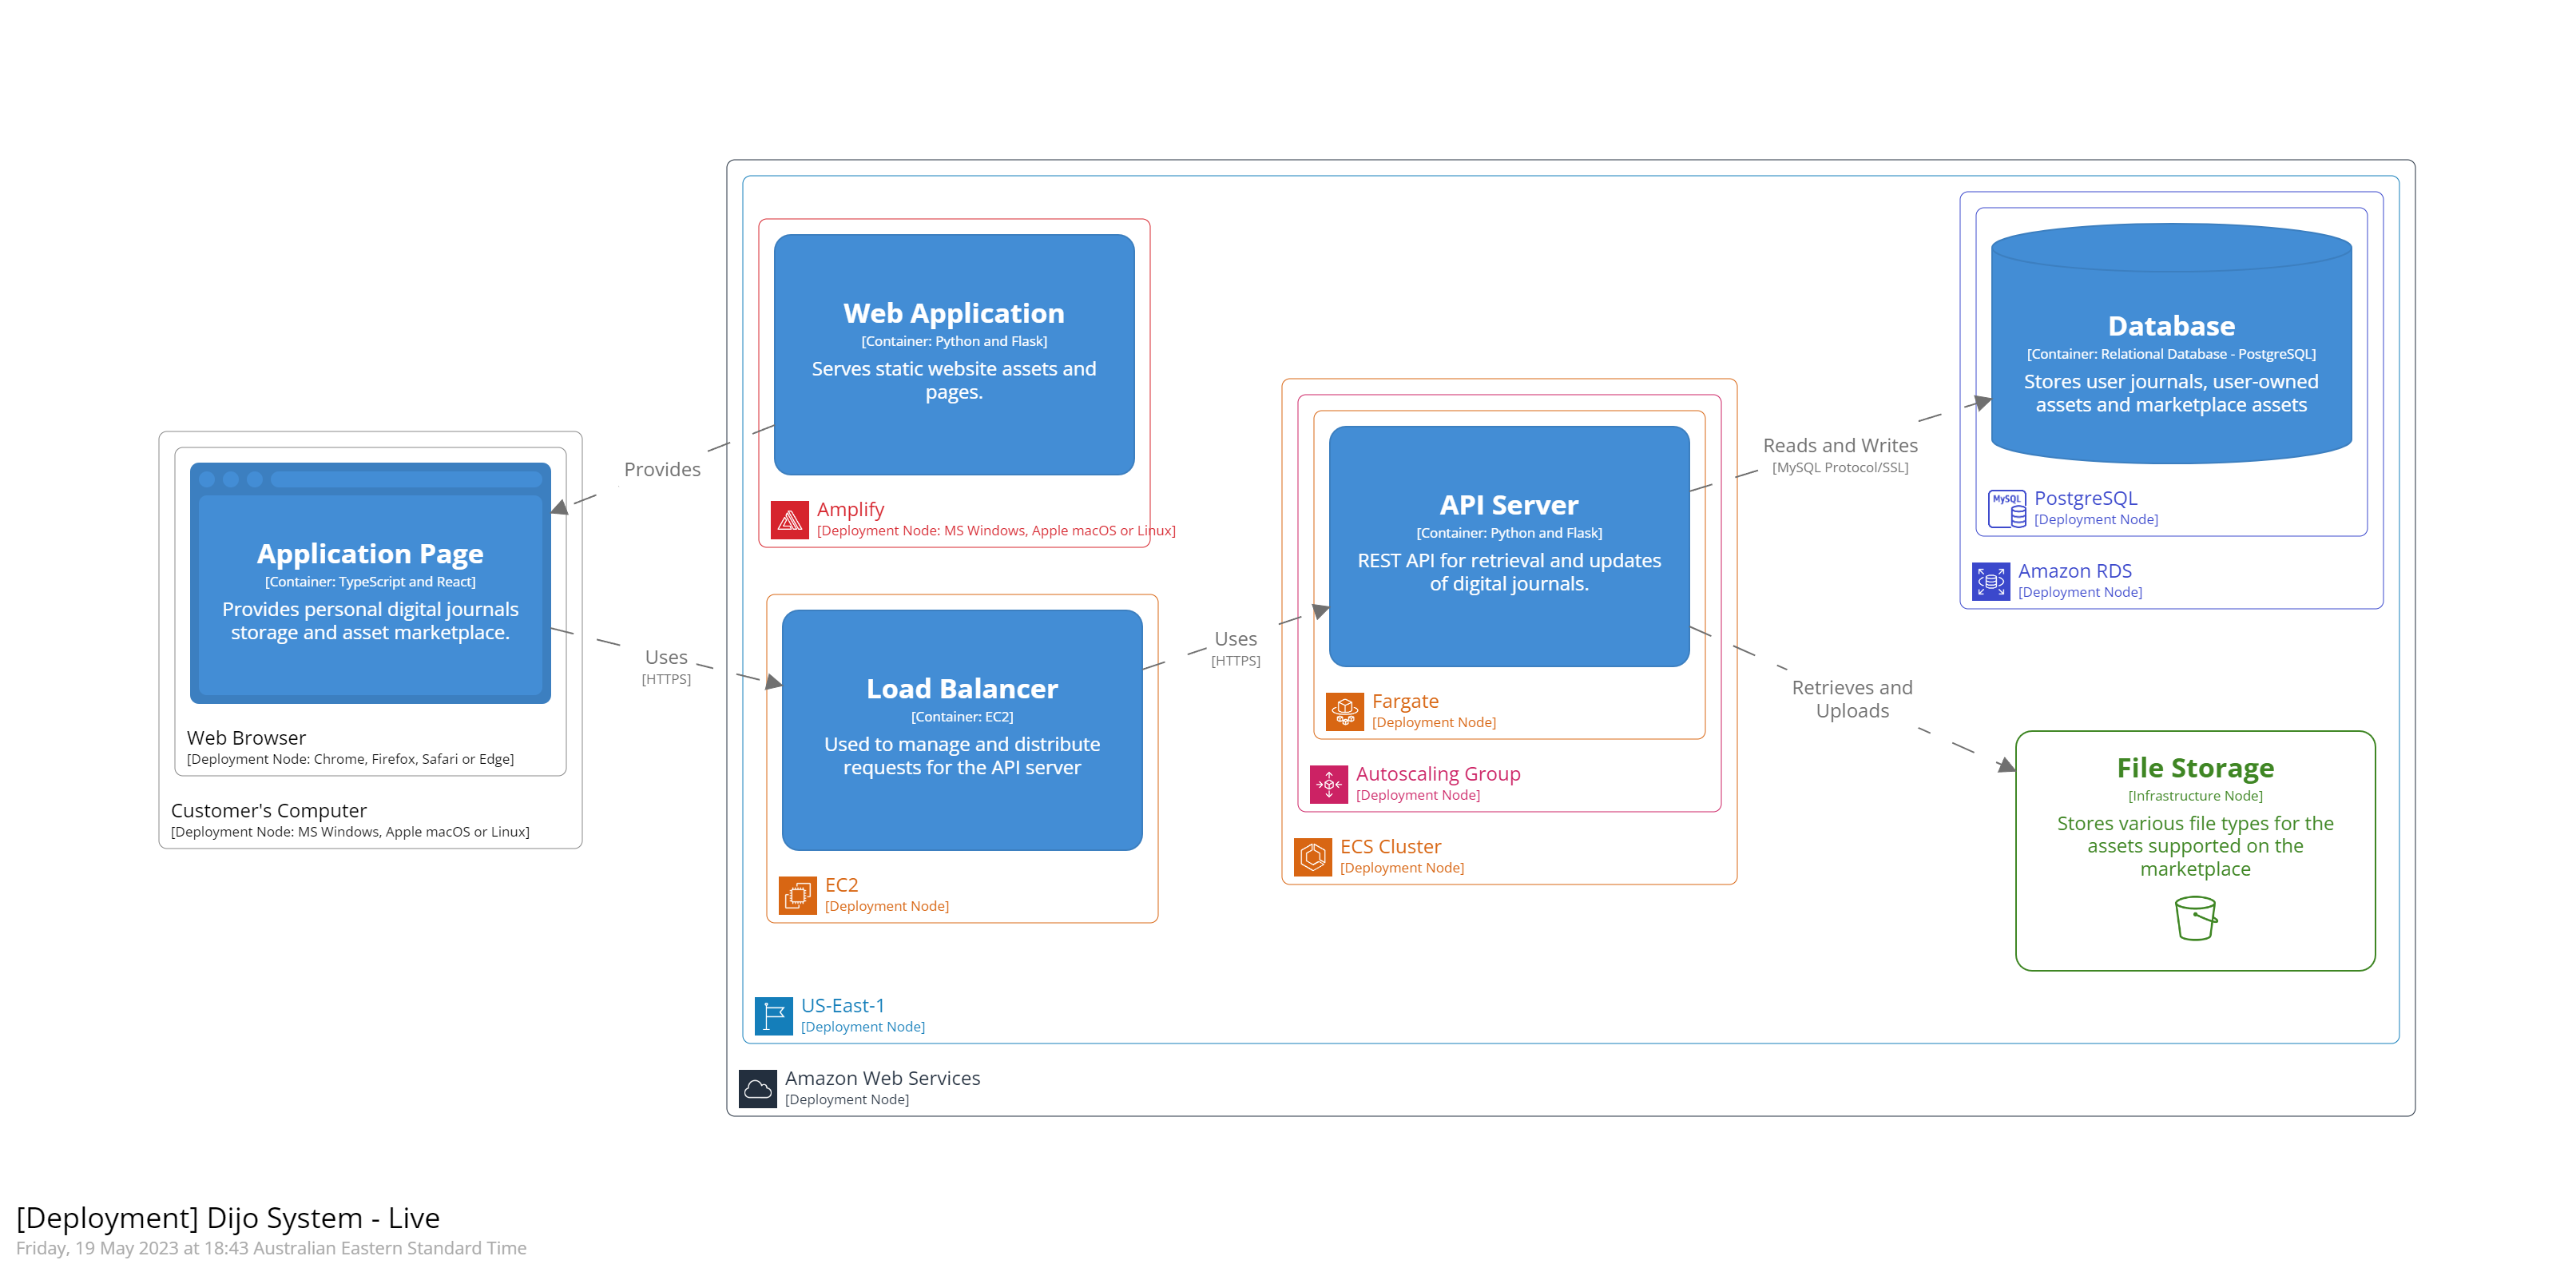 Web Application
[Container: Python and Flask]
Serves static website assets and
pages.
Amplify
[Deployment Node: MS Windows, Apple macOS or Linux]
Provides
Application Page
[Container: TypeScript and React]
Provides personal digital journals
storage and asset marketplace.
Web Browser
[Deployment Node: Chrome, Firefox, Safari or Edge]
Customer's Computer
[Deployment Node: MS Windows, Apple macOS or Linux]
Uses
[HTTPS]
Load Balancer
[Container: EC2]
Used to manage and distribute
requests for the API server
EC2
[Deployment Node]
Uses
[HTTPS]
API Server
[Container: Python and Flask]
REST API for retrieval and updates
of digital journals.
Fargate
[Deployment Node]
Autoscaling Group
[Deployment Node]
ECS Cluster
[Deployment Node]
Reads and Writes
[MySQL Protocol/SSL]
Database
[Container: Relational Database - PostgreSQL]
Stores user journals, user-owned
assets and marketplace assets
MySQL
PostgreSQL
[Deployment Node]
Amazon RDS
[Deployment Node]
Retrieves and
Uploads
File Storage
[Infrastructure Node]
Stores various file types for the
assets supported on the
marketplace
US-East-1
[Deployment Node]
Amazon Web Services
[Deployment Node]
[Deployment] Dijo System - Live
Friday, 19 May 2023 at 18:43 Australian Eastern Standard Time